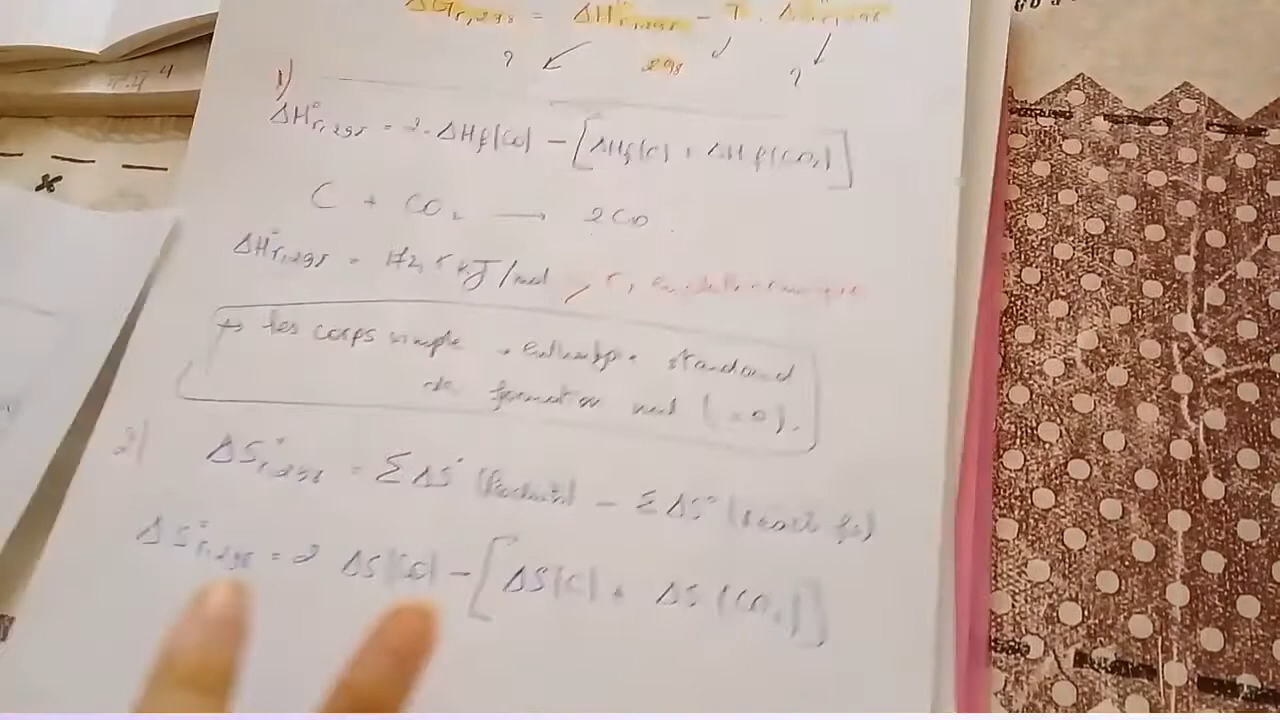 ΔG°r,298 = ΔH°r,298 - T. ΔS°r,298
? 298 ?
1)
ΔH°r,298 = 2. ΔHf(CO) - [ΔHf(C) + ΔHf(CO2)]
C + CO2 → 2CO
ΔH°r,298 = 172,5 kJ/mol
→ les corps simple → enthalpie standard
de formation nul (=0).
2) ΔS°r,298 = Σ ΔS° (Produits) - Σ ΔS° (réactifs)
ΔS°r,298 = 2 ΔS(CO) - [ΔS(C) + ΔS(CO2)]